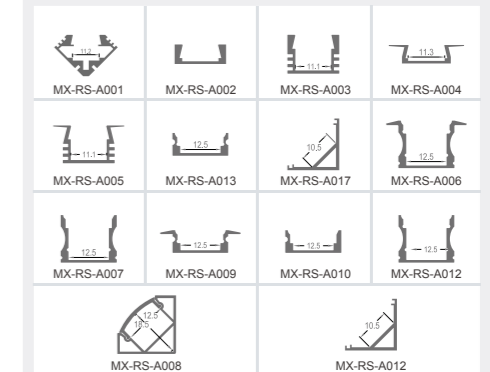 11.2
MX-RS-A001
MX-RS-A002
11.1
MX-RS-A003
11.3
MX-RS-A004
11.1
MX-RS-A005
12.5
MX-RS-A013
10.5
MX-RS-A017
12.5
MX-RS-A006
12.5
MX-RS-A007
12.5
MX-RS-A009
12.5
MX-RS-A010
12.5
MX-RS-A012
12.5
18.5
MX-RS-A008
10.5
MX-RS-A012